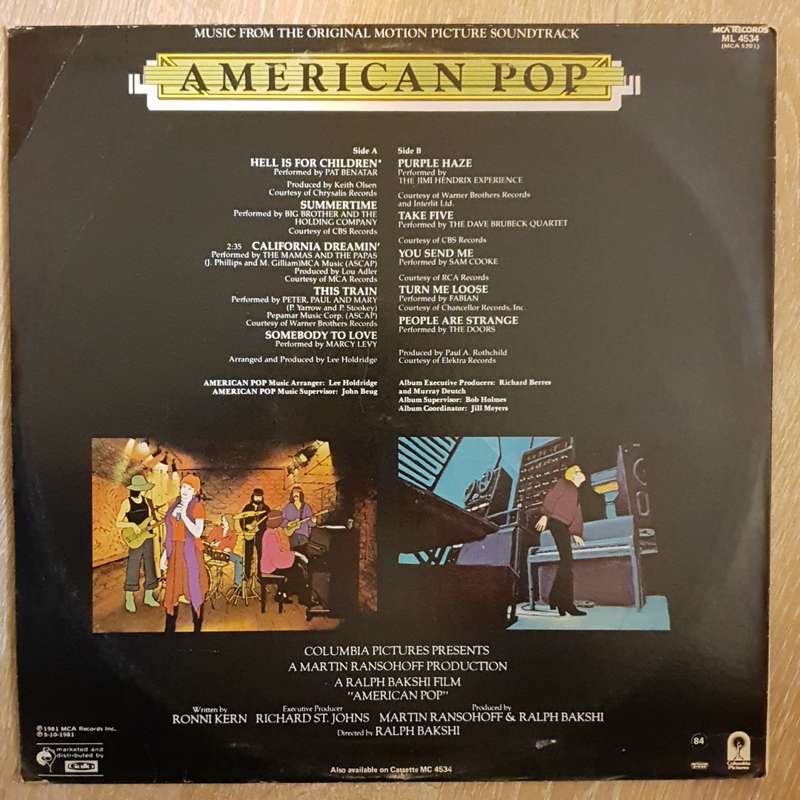 MUSIC FROM THE ORIGINAL MOTION PICTURE SOUNDTRACK
MCA RECORDS
ML 4534
(MCA 5201)
AMERICAN POP
Side A
HELL IS FOR CHILDREN*
Performed by PAT BENATAR
Produced by Keith Olsen
Courtesy of Chrysalis Records
SUMMERTIME
Performed by BIG BROTHER AND THE
HOLDING COMPANY
Courtesy of CBS Records
2:35 CALIFORNIA DREAMIN'
Performed by THE MAMAS AND THE PAPAS
(J. Phillips and M. Gilliam)MCA Music (ASCAP)
Produced by Lou Adler
Courtesy of MCA Records
THIS TRAIN
Performed by PETER, PAUL AND MARY
(P. Yarrow and P. Stookey)
Pepamar Music Corp. (ASCAP)
Courtesy of Warner Brothers Records
SOMEBODY TO LOVE
Performed by MARCY LEVY
Arranged and Produced by Lee Holdridge
AMERICAN POP Music Arranger: Lee Holdridge
AMERICAN POP Music Supervisor: John Beug
Side B
PURPLE HAZE
Performed by
THE JIMI HENDRIX EXPERIENCE
Courtesy of Warner Brothers Records
and Interlit Ltd.
TAKE FIVE
Performed by THE DAVE BRUBECK QUARTET
Courtesy of CBS Records
YOU SEND ME
Performed by SAM COOKE
Courtesy of RCA Records
TURN ME LOOSE
Performed by FABIAN
Courtesy of Chancellor Records, Inc.
PEOPLE ARE STRANGE
Performed by THE DOORS
Produced by Paul A. Rothchild
Courtesy of Elektra Records
Album Executive Producers: Richard Berres
and Murray Deutch
Album Supervisor: Bob Holmes
Album Coordinator: Jill Meyers
COLUMBIA PICTURES PRESENTS
A MARTIN RANSOHOFF PRODUCTION
A RALPH BAKSHI FILM
"AMERICAN POP"
Written by
RONNI KERN
Executive Producer
RICHARD ST. JOHNS
Produced by
MARTIN RANSOHOFF & RALPH BAKSHI
Directed by RALPH BAKSHI
℗1981 MCA Records Inc.
©5-10-1981
marketed and
distributed by
Gallo
Also available on Cassette MC 4534
84
Columbia
Pictures